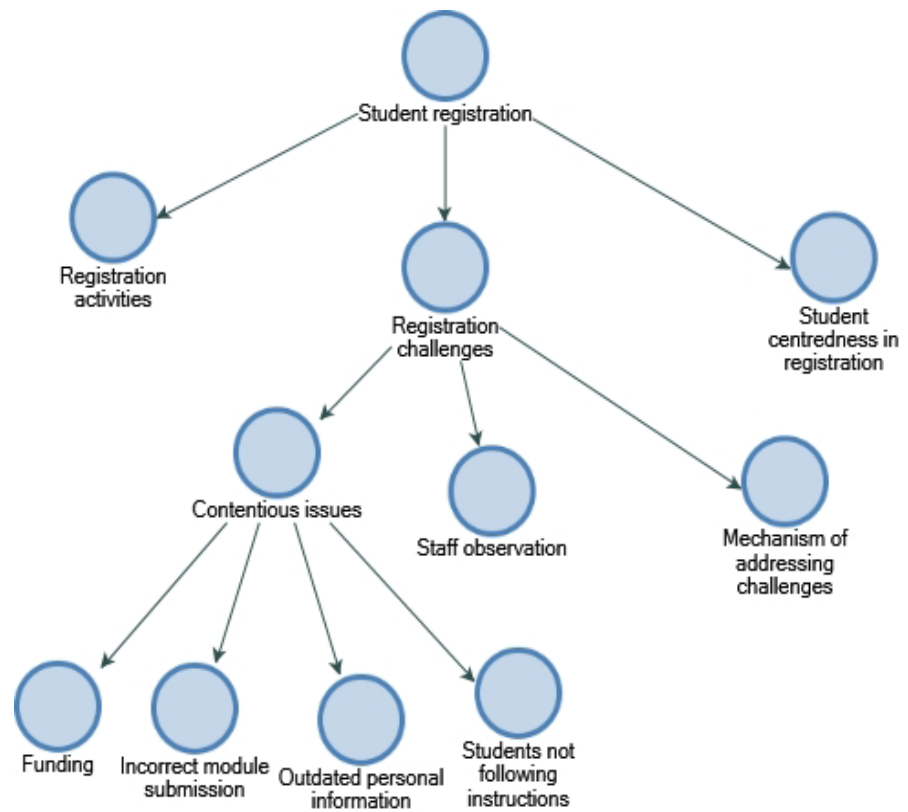 Student registration
Registration
activities
Registration
challenges
Student
centredness in
registration
Contentious issues
Staff observation
Mechanism of
addressing
challenges
Funding
Incorrect module
submission
Outdated personal
information
Students not
following
instructions